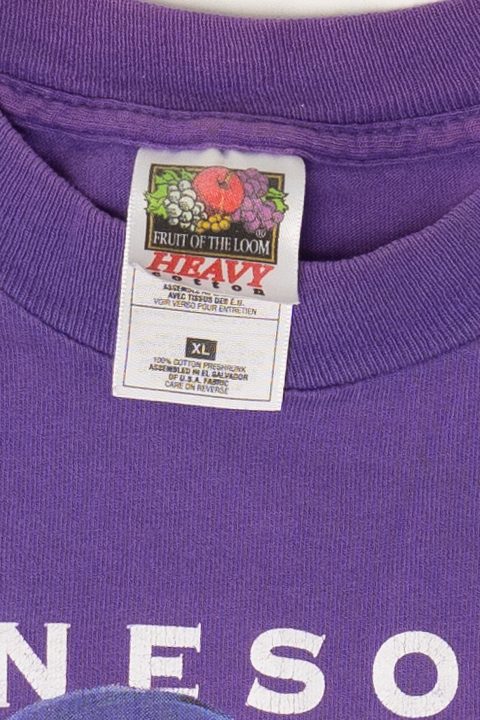 FRUIT OF THE LOOM ®
HEAVY
cotton
AVEC TISSUS DES É.U.
VOIR VERSO POUR ENTRETIEN
XL
100% COTTON PRESHRUNK
ASSEMBLED IN EL SALVADOR
OF U.S.A. FABRIC
CARE ON REVERSE
NESO